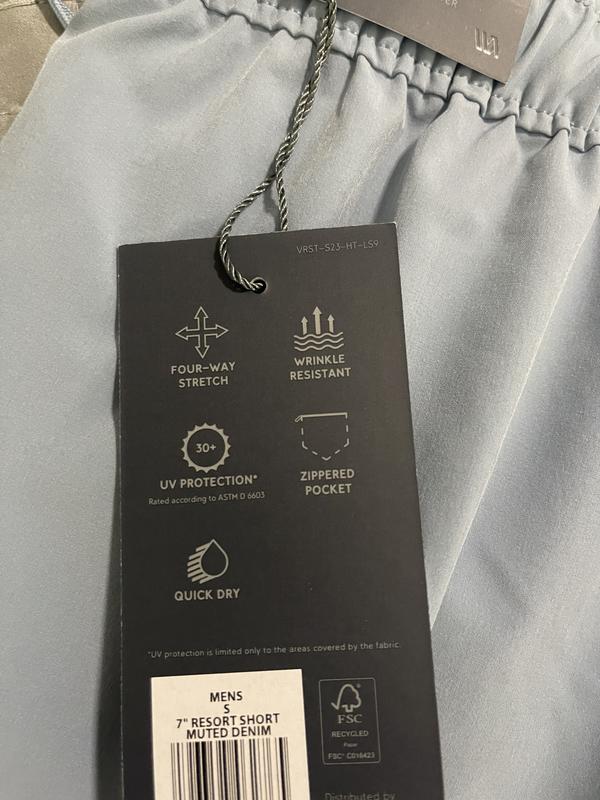 VRST-S23-HT-LS9
FOUR-WAY
STRETCH
WRINKLE
RESISTANT
30+
UV PROTECTION*
Rated according to ASTM D 6603
ZIPPERED
POCKET
QUICK DRY
*UV protection is limited only to the areas covered by the fabric.
MENS
S
7" RESORT SHORT
MUTED DENIM
FSC
RECYCLED
Paper
FSC® C016423
Distributed by